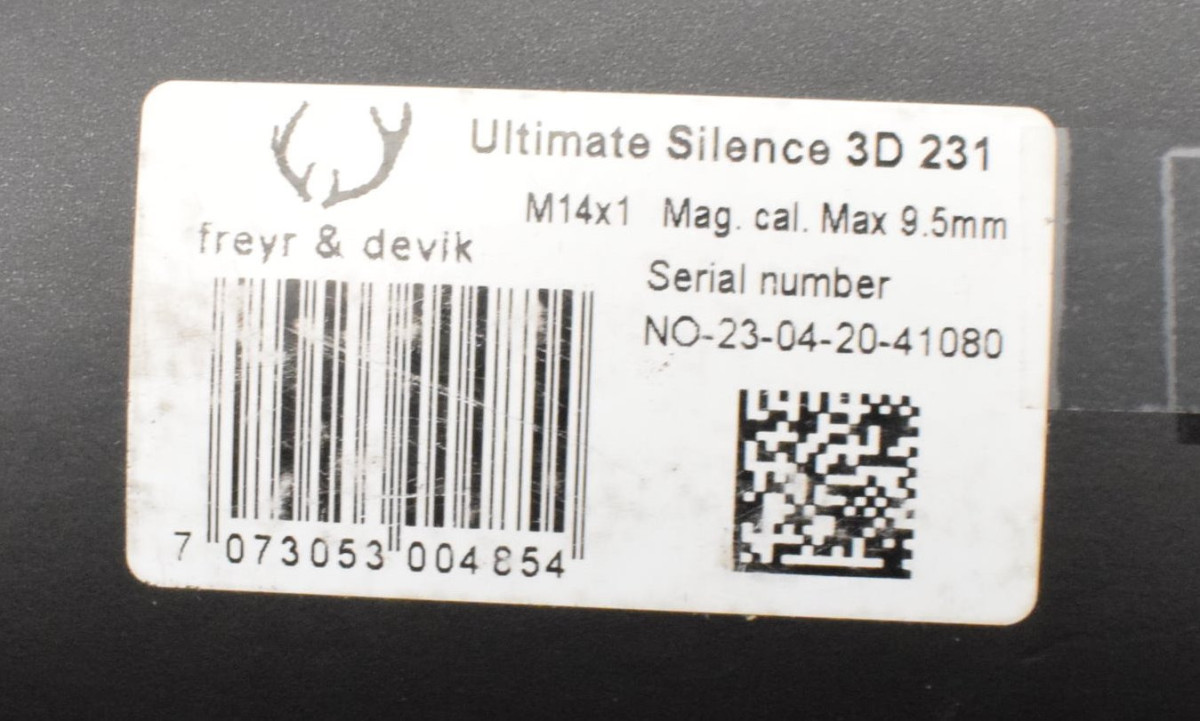 Ultimate Silence 3D 231
M14x1 Mag. cal. Max 9.5mm
freyr & devik
Serial number
NO-23-04-20-41080
7 073053 004854